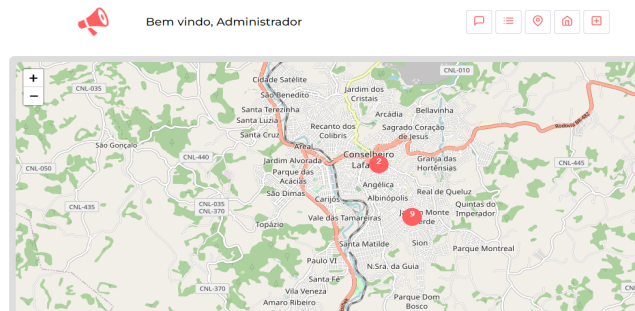 Bem vindo, Administrador
+
−
CNL-010
Cidade Satélite
CNL-035
São Benedito
Jardim dos
Cristais
Santa Terezinha
Arcádia
Bellavinha
Santa Luzia
Rodovia BR-482
Santa Cruz
Recanto dos
Colibris
Sagrado Coração
de Jesus
São Gonçalo
Areal
CNL-440
Jardim Alvorada
Conselheiro
2
Granja das
Hortênsias
CNL-445
CNL-050
Parque das
Acácias
Angélica
São Dimas
Carijós
Albinópolis
Real de Queluz
CNL-435
CNL-035
CNL-370
Quintas do
Imperador
9
Monte
Vale das Tamareiras
Topázio
Santa Matilde
Sion
Parque Montreal
Paulo VI
N.Sra. da Guia
Santa Fé
CNL-370
Vila Veneza
Amaro Ribeiro
Parque Dom
Bosco